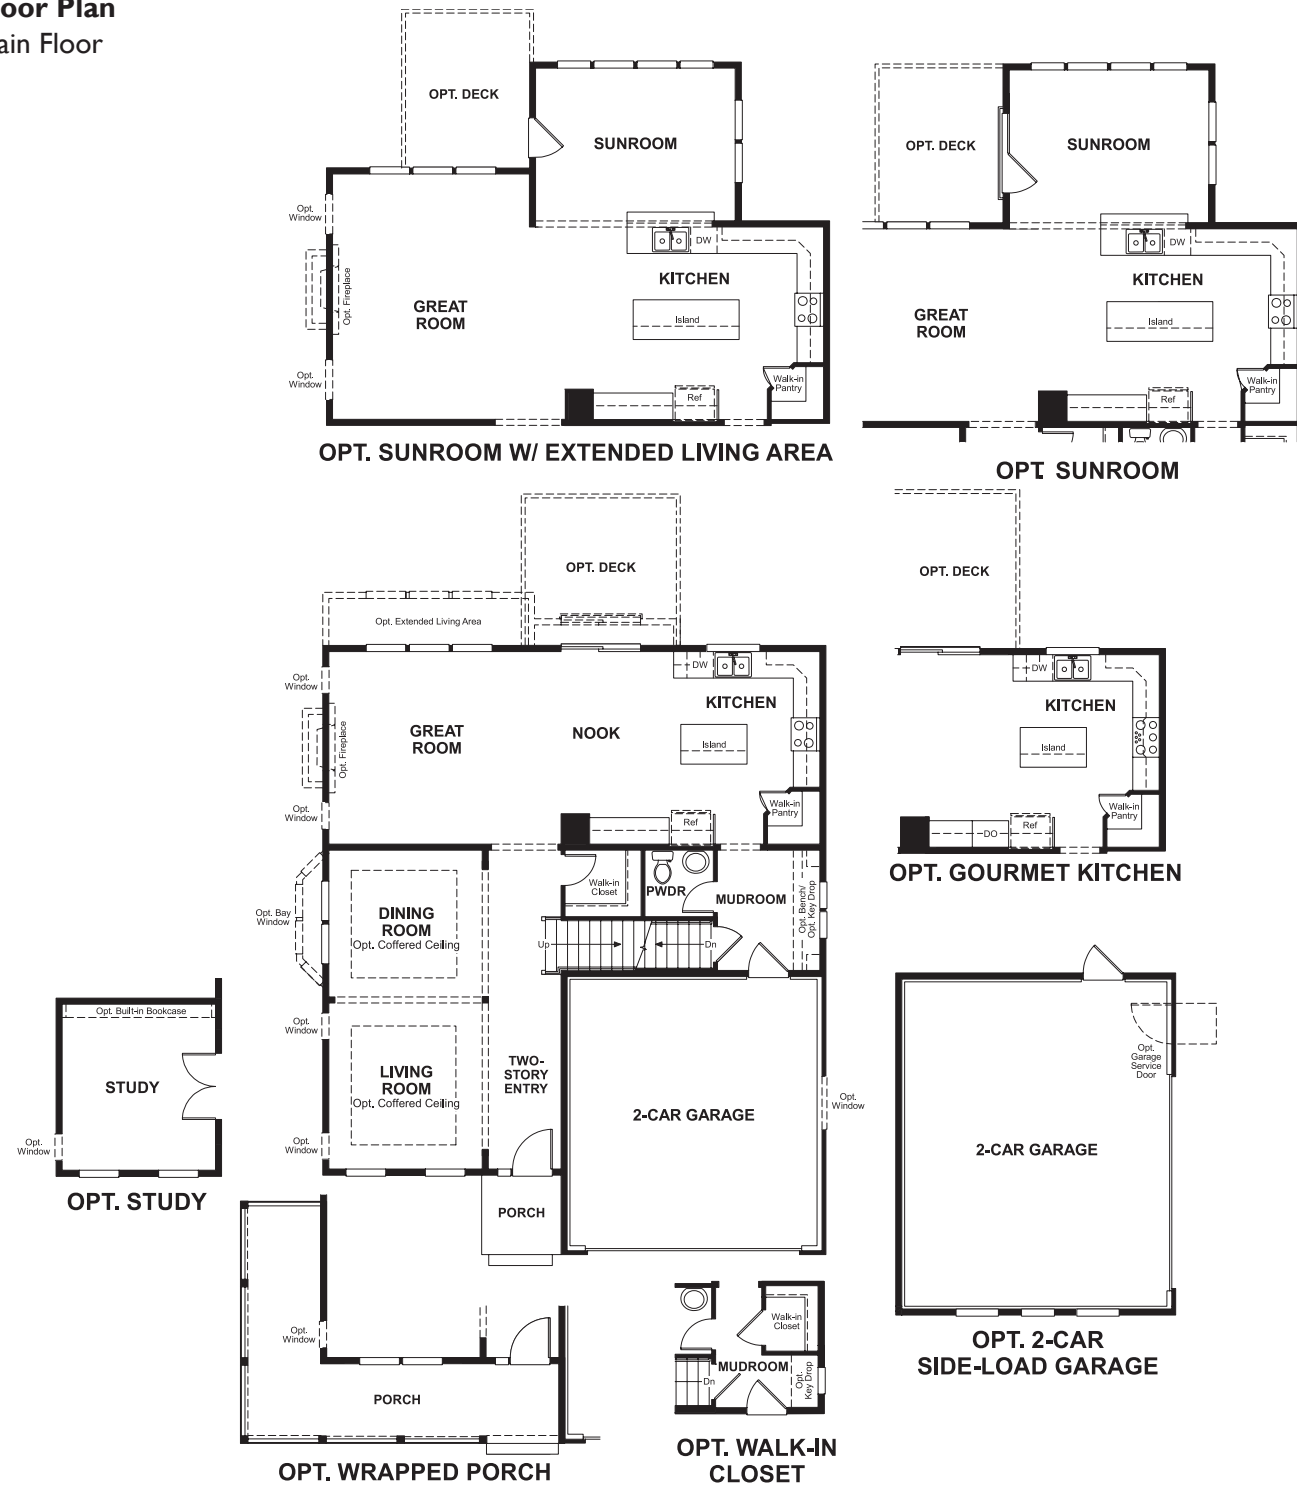 oor Plan
ain Floor
OPT. DECK
SUNROOM
Opt.
Window
Opt. Fireplace
GREAT
ROOM
DW
KITCHEN
Island
Opt.
Window
Walk-in
Pantry
Ref
OPT. SUNROOM W/ EXTENDED LIVING AREA
OPT. DECK
SUNROOM
DW
KITCHEN
GREAT
ROOM
Island
Walk-in
Pantry
Ref
OPT. SUNROOM
OPT. DECK
Opt. Extended Living Area
Opt.
Window
DW
KITCHEN
GREAT
ROOM
NOOK
Opt. Fireplace
Island
Opt.
Window
Walk-in
Pantry
Ref
Walk-in
Closet
PWDR
MUDROOM
Opt. Bench/
Opt. Key Drop
Opt. Bay
Window
DINING
ROOM
Opt. Coffered Ceiling
Up
Dn
Opt.
Window
LIVING
ROOM
Opt. Coffered Ceiling
TWO-
STORY
ENTRY
2-CAR GARAGE
Opt.
Window
Opt.
Window
PORCH
OPT. DECK
DW
KITCHEN
Island
Walk-in
Pantry
DO
Ref
OPT. GOURMET KITCHEN
Opt. Built-in Bookcase
STUDY
Opt.
Window
OPT. STUDY
Opt.
Garage
Service
Door
2-CAR GARAGE
OPT. 2-CAR
SIDE-LOAD GARAGE
Opt.
Window
PORCH
OPT. WRAPPED PORCH
Walk-in
Closet
MUDROOM
Dn
Opt.
Key Drop
OPT. WALK-IN
CLOSET